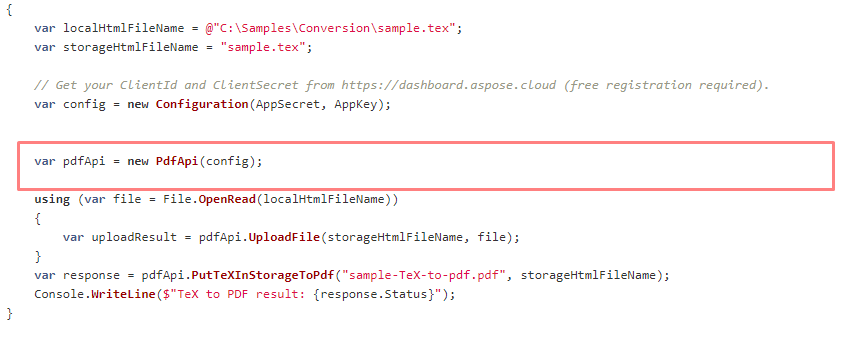 {
var localHtmlFileName = @"C:\Samples\Conversion\sample.tex";
var storageHtmlFileName = "sample.tex";
// Get your ClientId and ClientSecret from https://dashboard.aspose.cloud (free registration required).
var config = new Configuration(AppSecret, AppKey);
var pdfApi = new PdfApi(config);
using (var file = File.OpenRead(localHtmlFileName))
{
var uploadResult = pdfApi.UploadFile(storageHtmlFileName, file);
}
var response = pdfApi.PutTeXInStorageToPdf("sample-TeX-to-pdf.pdf", storageHtmlFileName);
Console.WriteLine($"TeX to PDF result: {response.Status}");
}